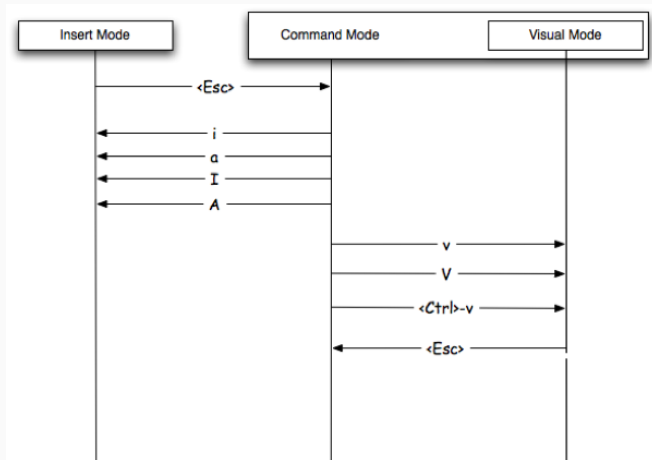 Insert Mode Command Mode Visual Mode
<Esc>
i
a
I
A
v
V
<Ctrl>-v
<Esc>